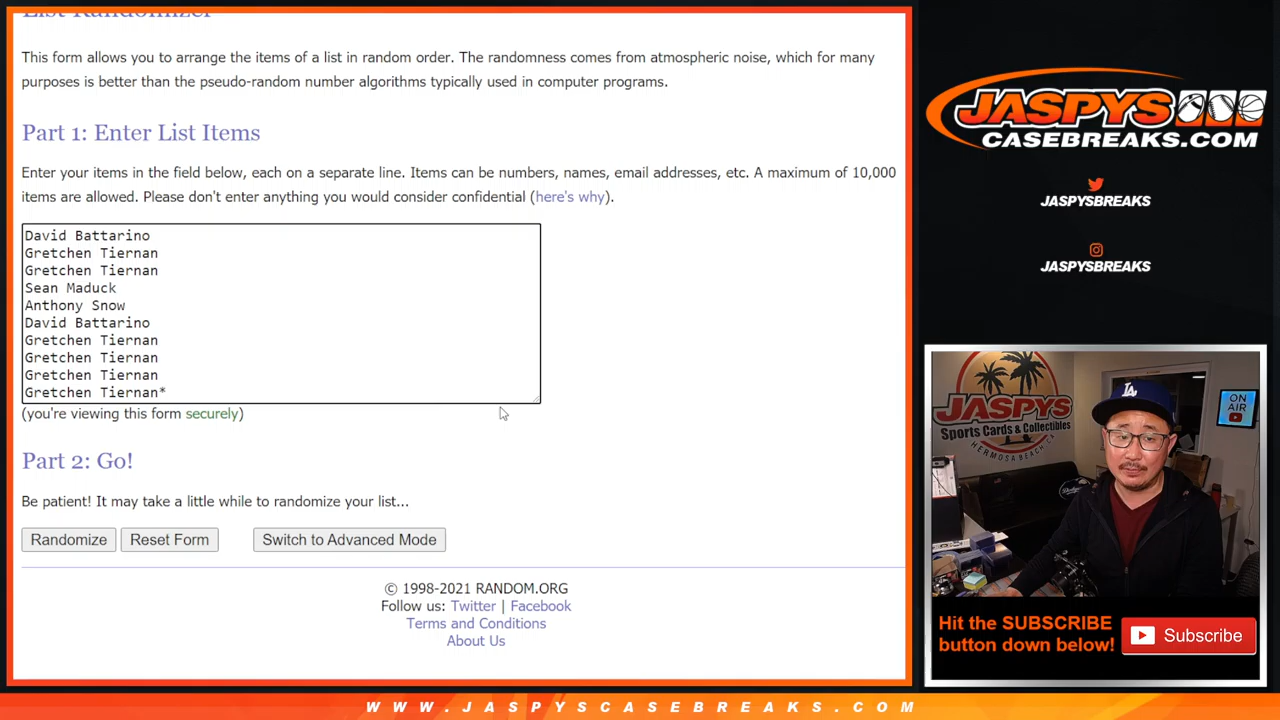 List Randomizer
This form allows you to arrange the items of a list in random order. The randomness comes from atmospheric noise, which for many
purposes is better than the pseudo-random number algorithms typically used in computer programs.
Part 1: Enter List Items
Enter your items in the field below, each on a separate line. Items can be numbers, names, email addresses, etc. A maximum of 10,000
items are allowed. Please don't enter anything you would consider confidential (here's why).
David Battarino
Gretchen Tiernan
Gretchen Tiernan
Sean Maduck
Anthony Snow
David Battarino
Gretchen Tiernan
Gretchen Tiernan
Gretchen Tiernan
Gretchen Tiernan*
(you're viewing this form securely)
Part 2: Go!
Be patient! It may take a little while to randomize your list...
Randomize Reset Form Switch to Advanced Mode
© 1998-2021 RANDOM.ORG
Follow us: Twitter | Facebook
Terms and Conditions
About Us
JASPYS
CASEBREAKS.COM
JASPYSBREAKS
JASPYSBREAKS
JASPYS
Sports Cards & Collectibles
HERMOSA BEACH, CA
LA
Dodgers
ON
AIR
Hit the SUBSCRIBE
button down below!
Subscribe
WWW.JASPYSCASEBREAKS.COM